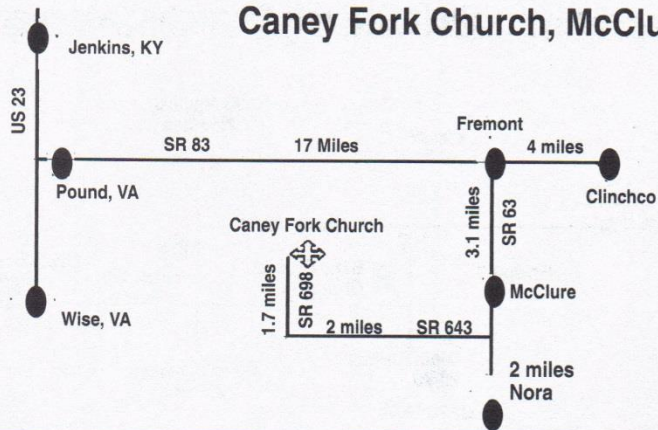 Caney Fork Church, McClu
Jenkins, KY
US 23
SR 83 17 Miles
Fremont
4 miles
Pound, VA
Clinchco
Caney Fork Church
3.1 miles
SR 63
1.7 miles
SR 698
McClure
Wise, VA
2 miles SR 643
2 miles
Nora